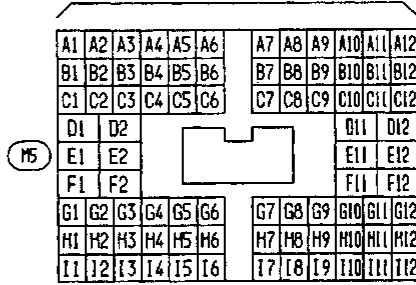 A1 A2 A3 A4 A5 A6 A7 A8 A9 A10 A11 A12
B1 B2 B3 B4 B5 B6 B7 B8 B9 B10 B11 B12
C1 C2 C3 C4 C5 C6 C7 C8 C9 C10 C11 C12
D1 D2 D11 D12
M5 E1 E2 E11 E12
F1 F2 F11 F12
G1 G2 G3 G4 G5 G6 G7 G8 G9 G10 G11 G12
H1 H2 H3 H4 H5 H6 H7 H8 H9 H10 H11 H12
I1 I2 I3 I4 I5 I6 I7 I8 I9 I10 I11 I12